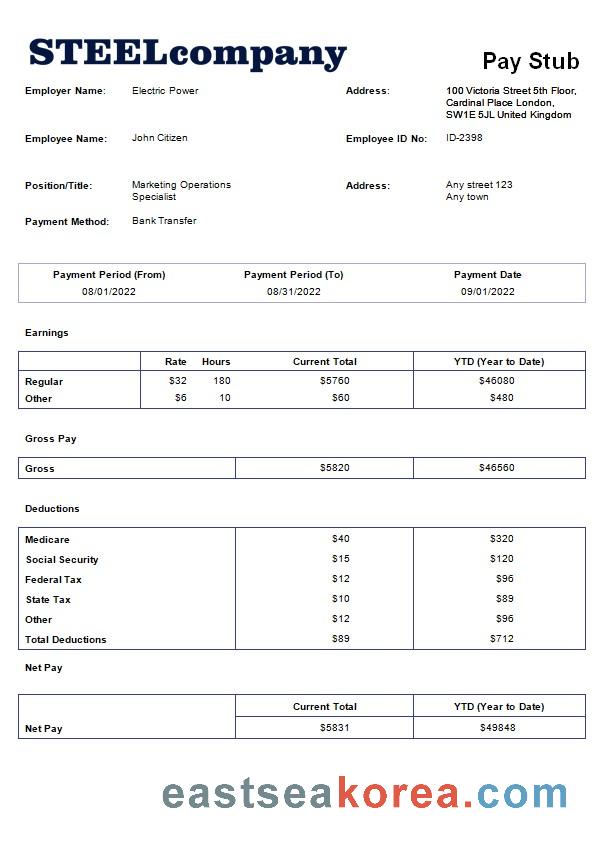 STEELcompany
Pay Stub
Employer Name: Electric Power Address: 100 Victoria Street 5th Floor,
Cardinal Place London,
SW1E 5JL United Kingdom
Employee Name: John Citizen Employee ID No: ID-2398
Position/Title: Marketing Operations Address: Any street 123
Specialist Any town
Payment Method: Bank Transfer
Payment Period (From) Payment Period (To) Payment Date
08/01/2022 08/31/2022 09/01/2022
Earnings
Rate Hours Current Total YTD (Year to Date)
Regular $32 180 $5760 $46080
Other $6 10 $60 $480
Gross Pay
Gross $5820 $46560
Deductions
Medicare $40 $320
Social Security $15 $120
Federal Tax $12 $96
State Tax $10 $89
Other $12 $96
Total Deductions $89 $712
Net Pay
Current Total YTD (Year to Date)
Net Pay $5831 $49848
eastseakorea.com